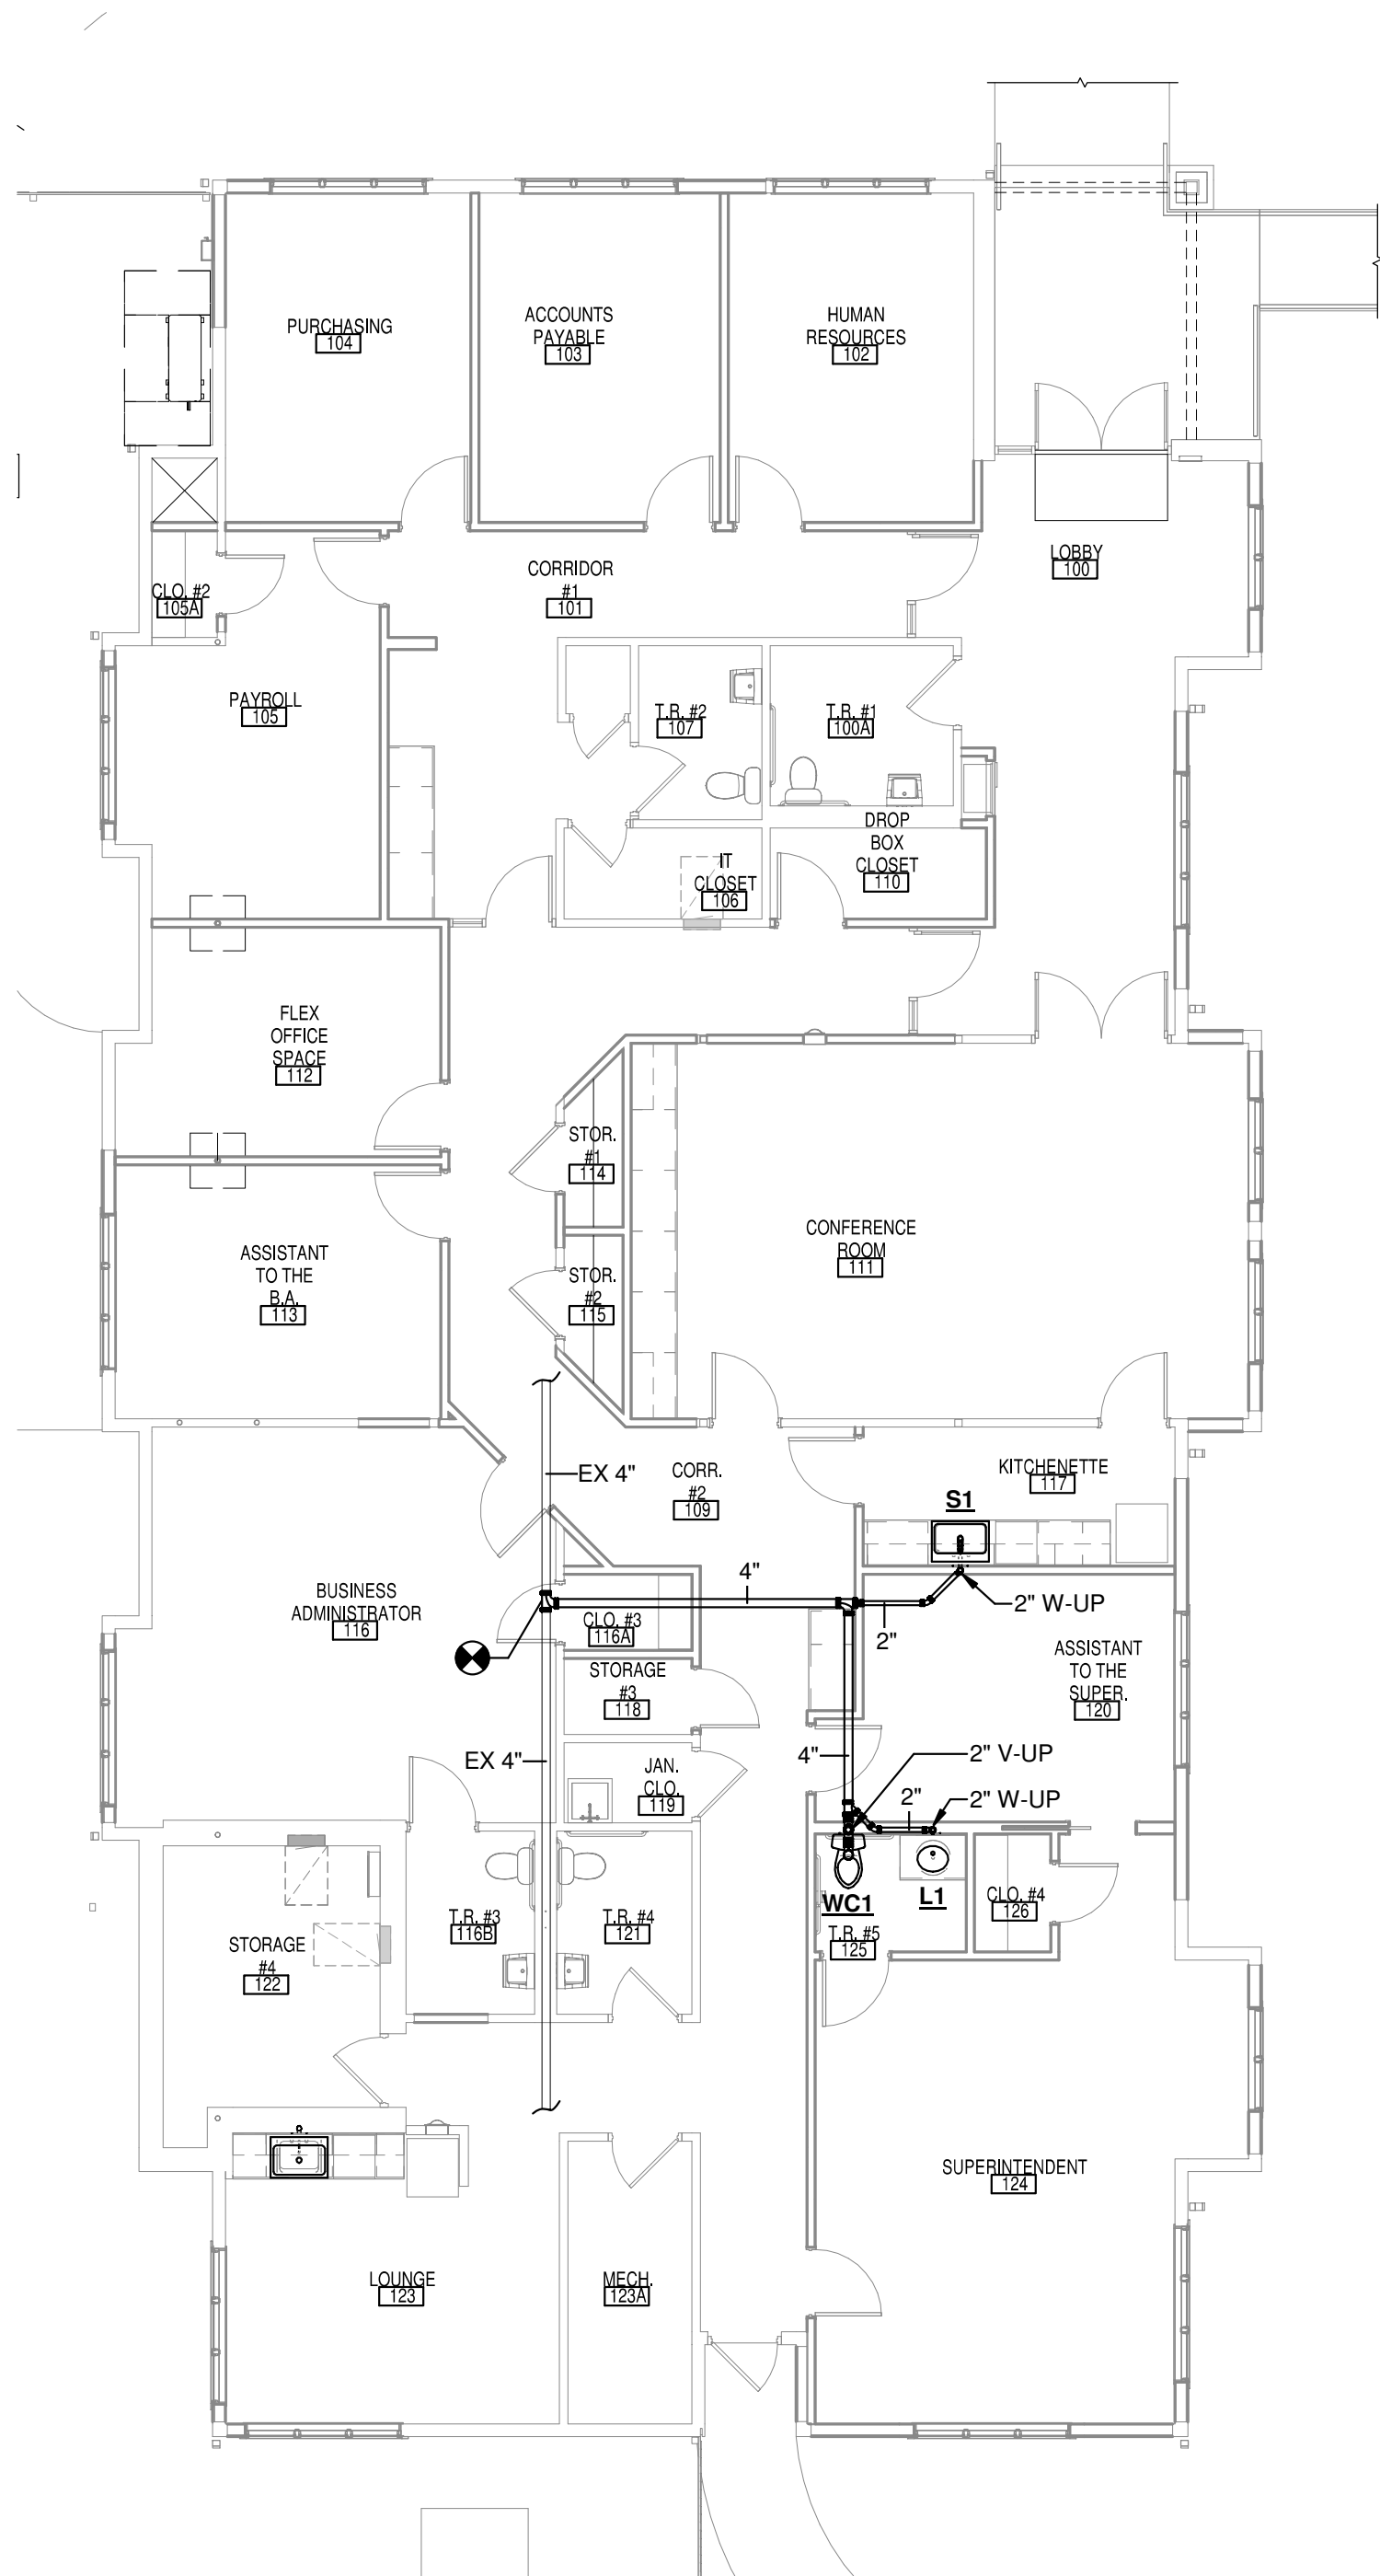 PURCHASING
104
ACCOUNTS
PAYABLE
103
HUMAN
RESOURCES
102
LOBBY
100
CORRIDOR
#1
101
CLO. #2
105A
PAYROLL
105
T.R. #2
107
T.R. #1
100A
DROP
BOX
CLOSET
110
IT
CLOSET
106
FLEX
OFFICE
SPACE
112
STOR.
#1
114
CONFERENCE
ROOM
111
ASSISTANT
TO THE
B.A.
113
STOR.
#2
115
EX 4"
CORR.
#2
109
KITCHENETTE
117
S1
4"
2" W-UP
2"
BUSINESS
ADMINISTRATOR
116
CLO. #3
116A
STORAGE
#3
118
ASSISTANT
TO THE
SUPER.
120
EX 4"
JAN.
CLO.
119
4"
2" V-UP
2"
2" W-UP
WC1
L1
CLO. #4
126
T.R. #3
116B
T.R. #4
121
T.R. #5
125
STORAGE
#4
122
SUPERINTENDENT
124
LOUNGE
123
MECH.
123A